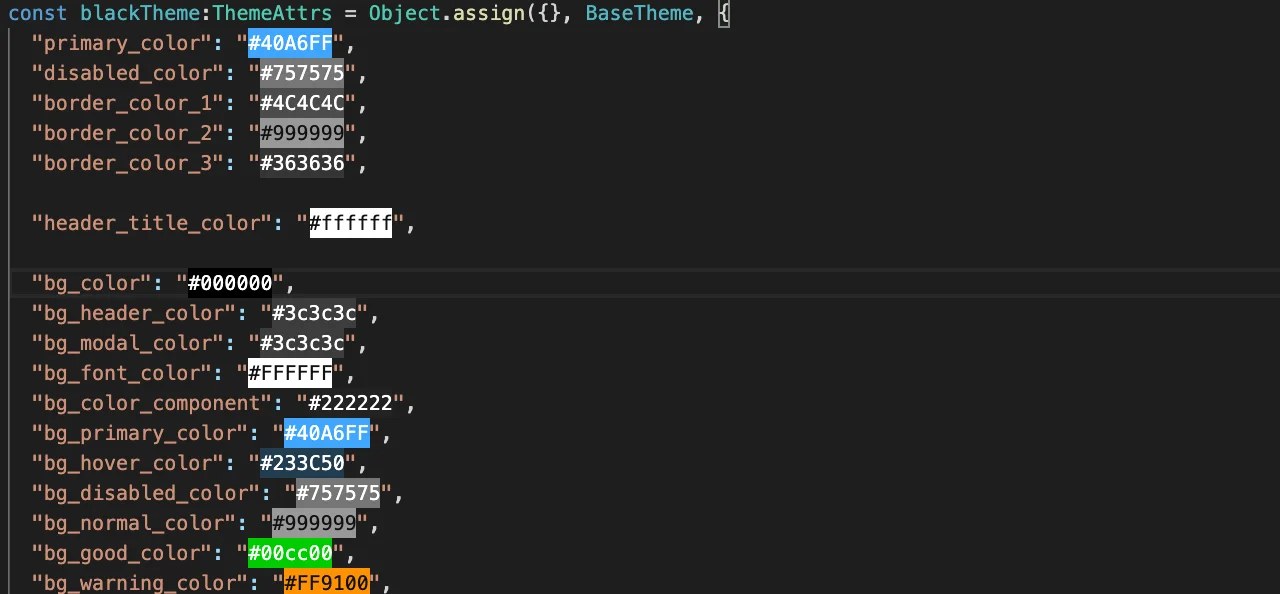 const blackTheme:ThemeAttrs = Object.assign({}, BaseTheme, {
"primary_color": "#40A6FF",
"disabled_color": "#757575",
"border_color_1": "#4C4C4C",
"border_color_2": "#999999",
"border_color_3": "#363636",
"header_title_color": "#ffffff",
"bg_color": "#000000",
"bg_header_color": "#3c3c3c",
"bg_modal_color": "#3c3c3c",
"bg_font_color": "#FFFFFF",
"bg_color_component": "#222222",
"bg_primary_color": "#40A6FF",
"bg_hover_color": "#233C50",
"bg_disabled_color": "#757575",
"bg_normal_color": "#999999",
"bg_good_color": "#00cc00",
"bg_warning_color": "#FF9100",